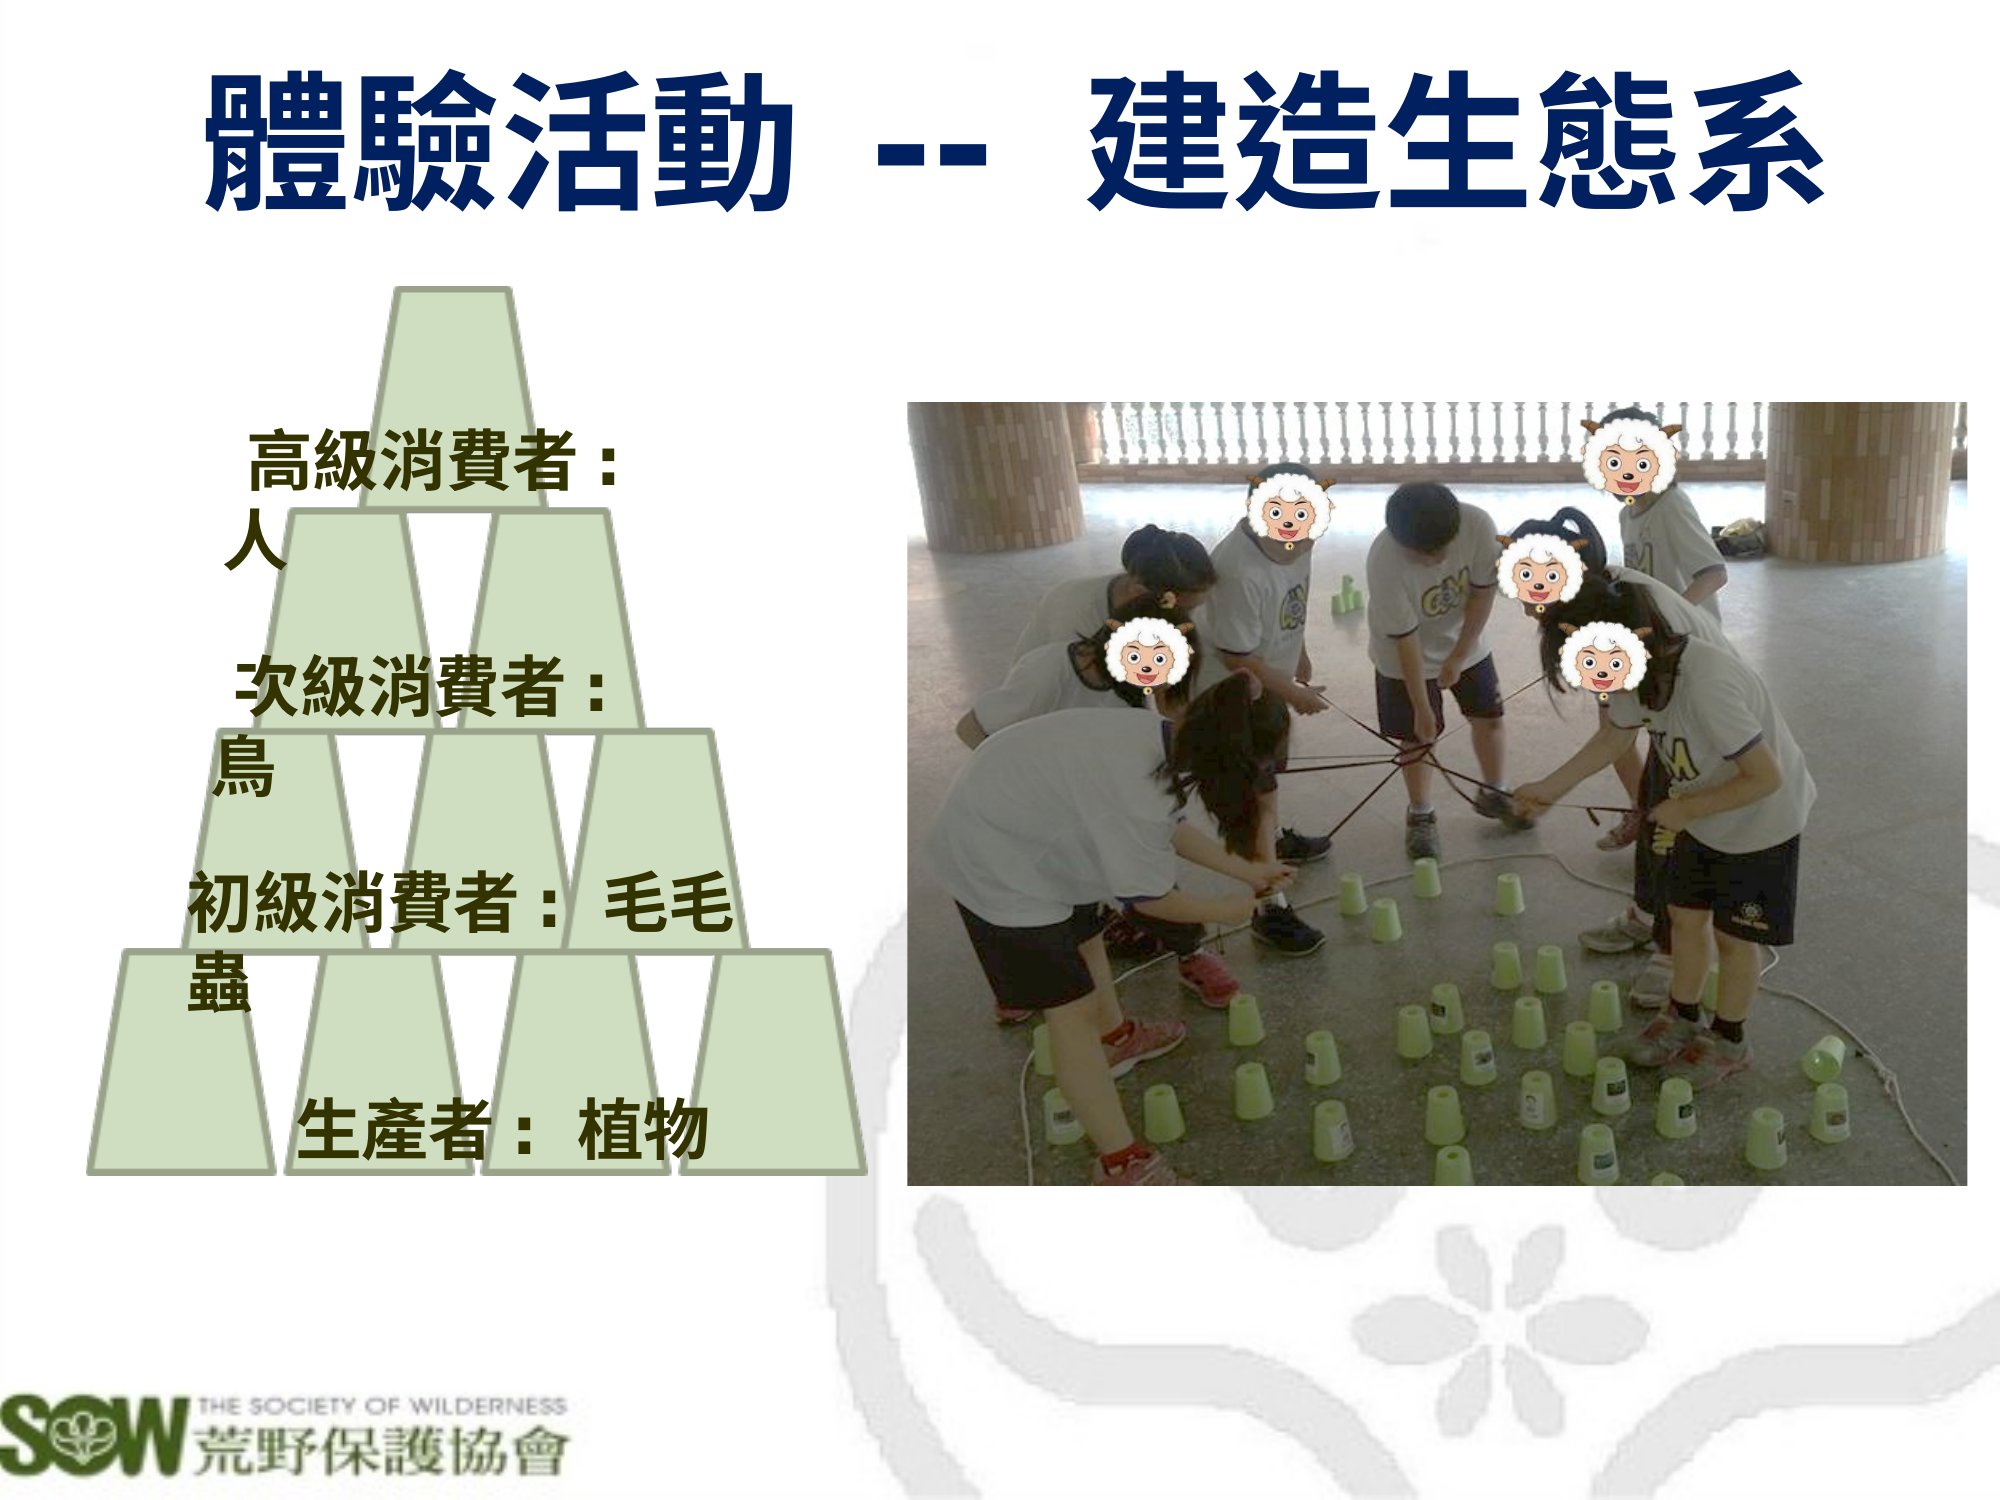 體驗活動 -- 建造生態系
高級消費者：
人
次級消費者：
鳥
初級消費者： 毛毛
蟲
生產者： 植物
SOW THE SOCIETY OF WILDERNESS
荒野保護協會